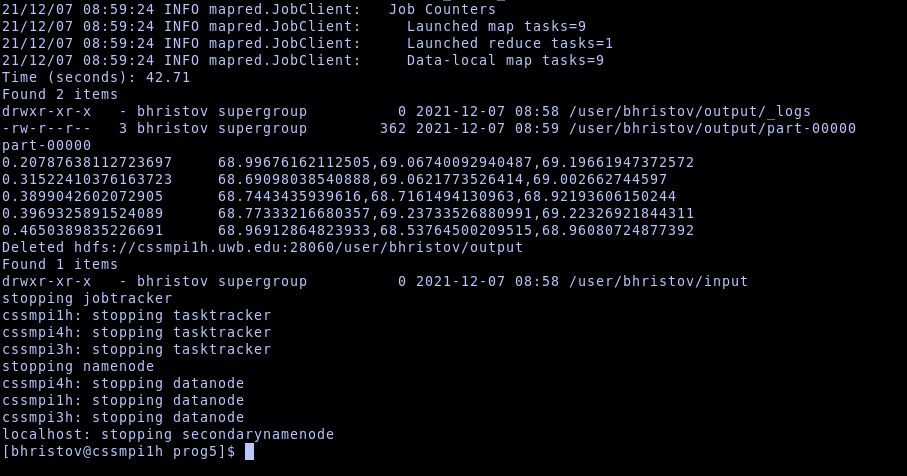 21/12/07 08:59:24 INFO mapred.JobClient:   Job Counters
21/12/07 08:59:24 INFO mapred.JobClient:     Launched map tasks=9
21/12/07 08:59:24 INFO mapred.JobClient:     Launched reduce tasks=1
21/12/07 08:59:24 INFO mapred.JobClient:     Data-local map tasks=9
Time (seconds): 42.71
Found 2 items
drwxr-xr-x   - bhristov supergroup          0 2021-12-07 08:58 /user/bhristov/output/_logs
-rw-r--r--   3 bhristov supergroup        362 2021-12-07 08:59 /user/bhristov/output/part-00000
part-00000
0.20787638112723697     68.99676162112505,69.06740092940487,69.19661947372572
0.31522410376163723     68.69098038540888,69.0621773526414,69.002662744597
0.3899042602072905      68.7443435939616,68.7161494130963,68.92193606150244
0.3969325891524089      68.77333216680357,69.23733526880991,69.22326921844311
0.4650389835226691      68.96912864823933,68.53764500209515,68.96080724877392
Deleted hdfs://cssmpi1h.uwb.edu:28060/user/bhristov/output
Found 1 items
drwxr-xr-x   - bhristov supergroup          0 2021-12-07 08:58 /user/bhristov/input
stopping jobtracker
cssmpi1h: stopping tasktracker
cssmpi4h: stopping tasktracker
cssmpi3h: stopping tasktracker
stopping namenode
cssmpi4h: stopping datanode
cssmpi1h: stopping datanode
cssmpi3h: stopping datanode
localhost: stopping secondarynamenode
[bhristov@cssmpi1h prog5]$